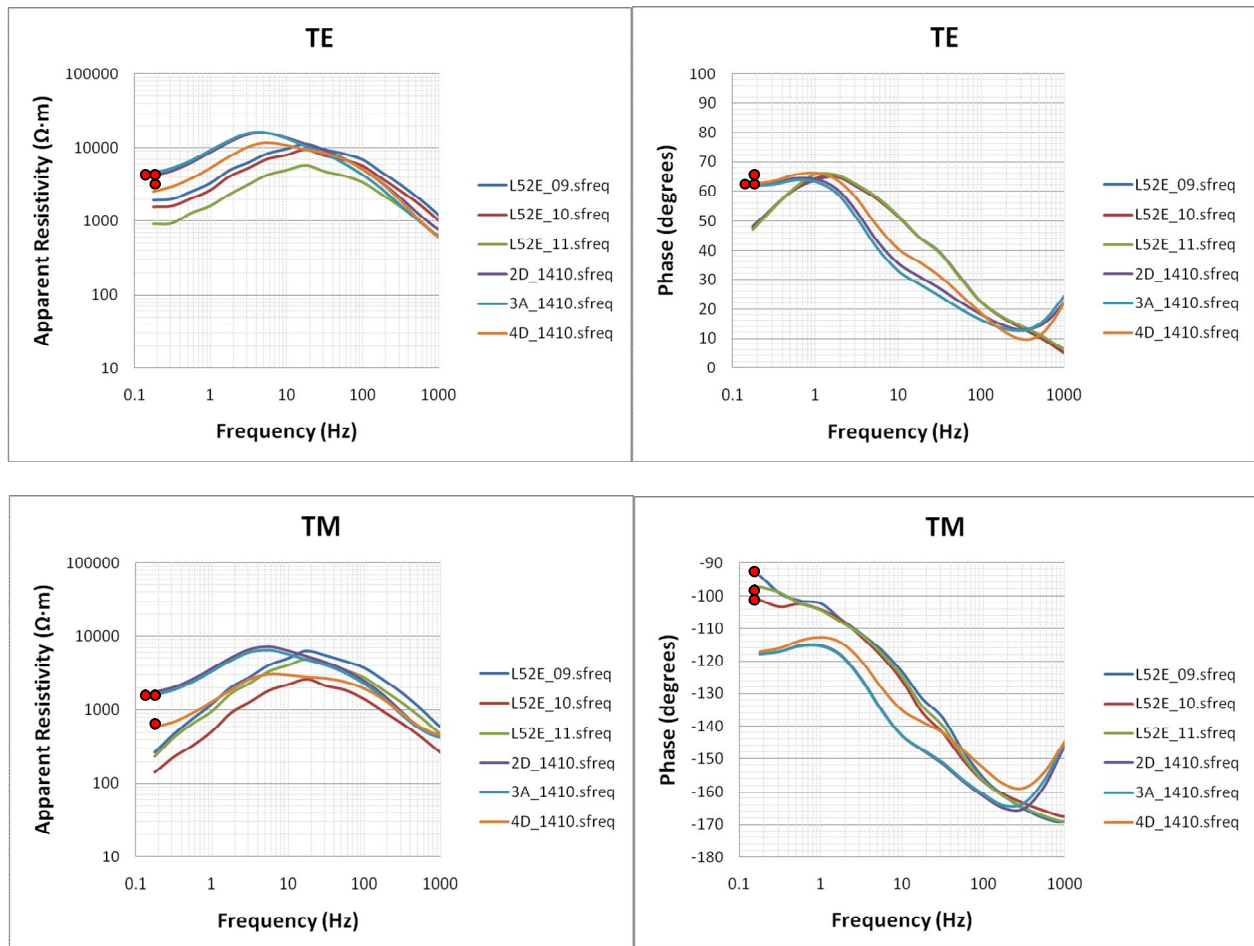 TE
Apparent Resistivity (Ω·m)
100000
10000
1000
100
10
0.1 1 10 100 1000
Frequency (Hz)
L52E_09.sfreq
L52E_10.sfreq
L52E_11.sfreq
2D_1410.sfreq
3A_1410.sfreq
4D_1410.sfreq
TE
Phase (degrees)
100
90
80
70
60
50
40
30
20
10
0
0.1 1 10 100 1000
Frequency (Hz)
L52E_09.sfreq
L52E_10.sfreq
L52E_11.sfreq
2D_1410.sfreq
3A_1410.sfreq
4D_1410.sfreq
TM
Apparent Resistivity (Ω·m)
100000
10000
1000
100
10
0.1 1 10 100 1000
Frequency (Hz)
L52E_09.sfreq
L52E_10.sfreq
L52E_11.sfreq
2D_1410.sfreq
3A_1410.sfreq
4D_1410.sfreq
TM
Phase (degrees)
-90
-100
-110
-120
-130
-140
-150
-160
-170
-180
0.1 1 10 100 1000
Frequency (Hz)
L52E_09.sfreq
L52E_10.sfreq
L52E_11.sfreq
2D_1410.sfreq
3A_1410.sfreq
4D_1410.sfreq